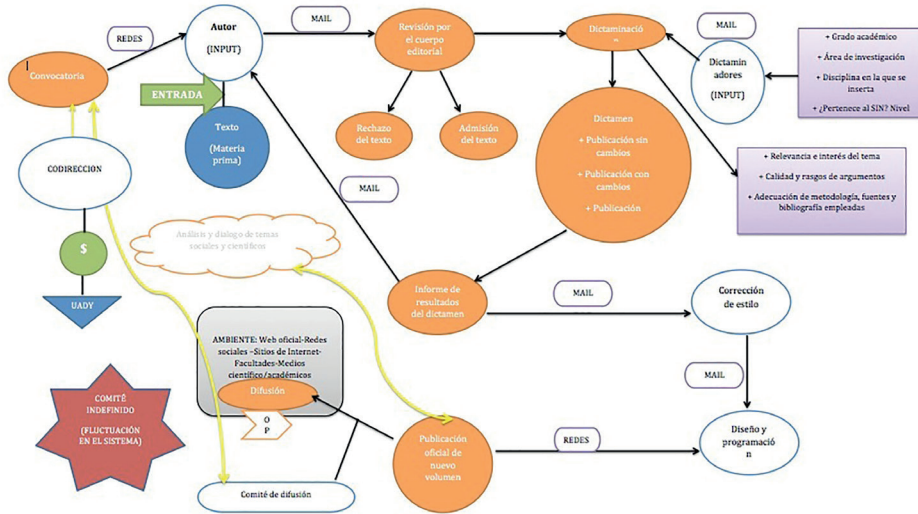 REDES
Autor
(INPUT)
MAIL
Revisión por
el cuerpo
editorial
Dictaminació
n
MAIL
Dictamin
adores
(INPUT)
+ Grado académico
+ Área de investigación
+ Disciplina en la que se
inserta
+ ¿Pertenece al SIN? Nivel
Convocatoria
ENTRADA
Texto
(Materia
prima)
Rechazo
del texto
Admisión
del texto
Dictamen
+ Publicación sin
cambios
+ Publicación con
cambios
+ Publicación
+ Relevancia e interés del tema
+ Calidad y rasgos de argumentos
+ Adecuación de metodología, fuentes y
bibliografía empleadas
CODIRECCION
MAIL
$
UADY
Análisis y dialogo de temas
sociales y científicos
Informe de
resultados
del dictamen
MAIL
Corrección
de estilo
AMBIENTE: Web oficial-Redes
sociales –Sitios de Internet-
Facultades-Medios
científico/académicos
Difusión
O
P
MAIL
COMITÉ
INDEFINIDO
(FLUCTUACIÓN
EN EL SISTEMA)
Publicación
oficial de
nuevo
volumen
REDES
Diseño y
programació
n
Comité de difusión